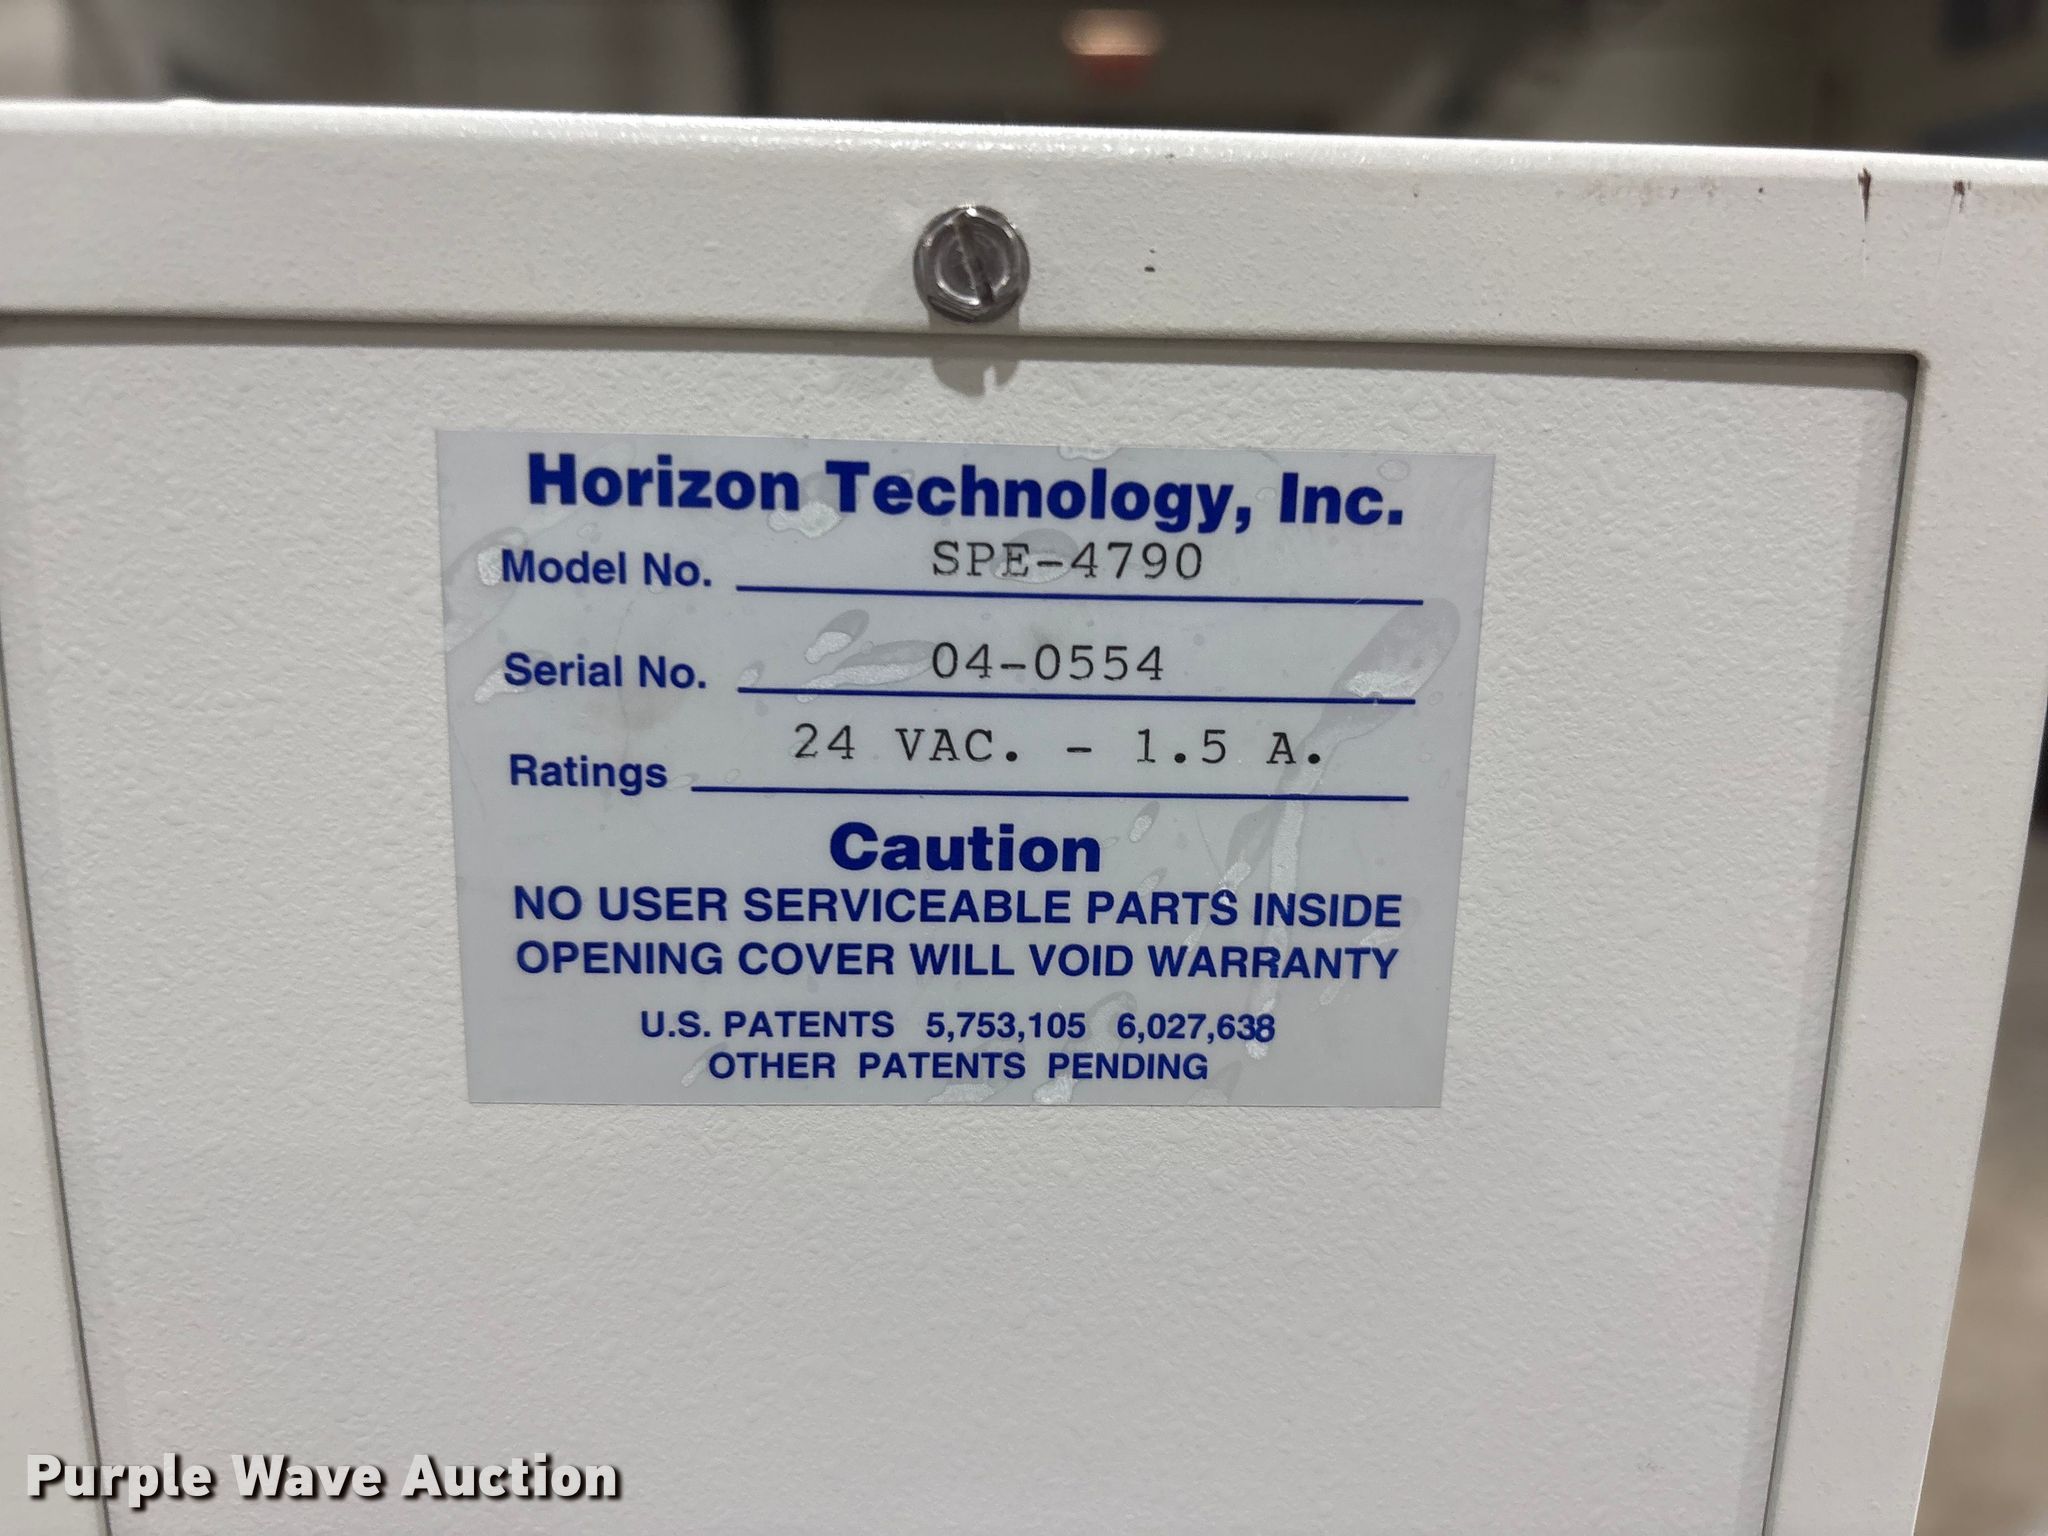 Horizon Technology, Inc.
Model No. SPE-4790
Serial No. 04-0554
Ratings 24 VAC. - 1.5 A.
Caution
NO USER SERVICEABLE PARTS INSIDE
OPENING COVER WILL VOID WARRANTY
U.S. PATENTS 5,753,105 6,027,638
OTHER PATENTS PENDING
Purple Wave Auction